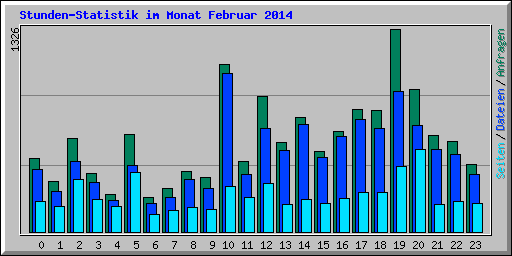 Stunden-Statistik im Monat Februar 2014
1326
Seiten/Dateien/Anfragen
0 1 2 3 4 5 6 7 8 9 10 11 12 13 14 15 16 17 18 19 20 21 22 23